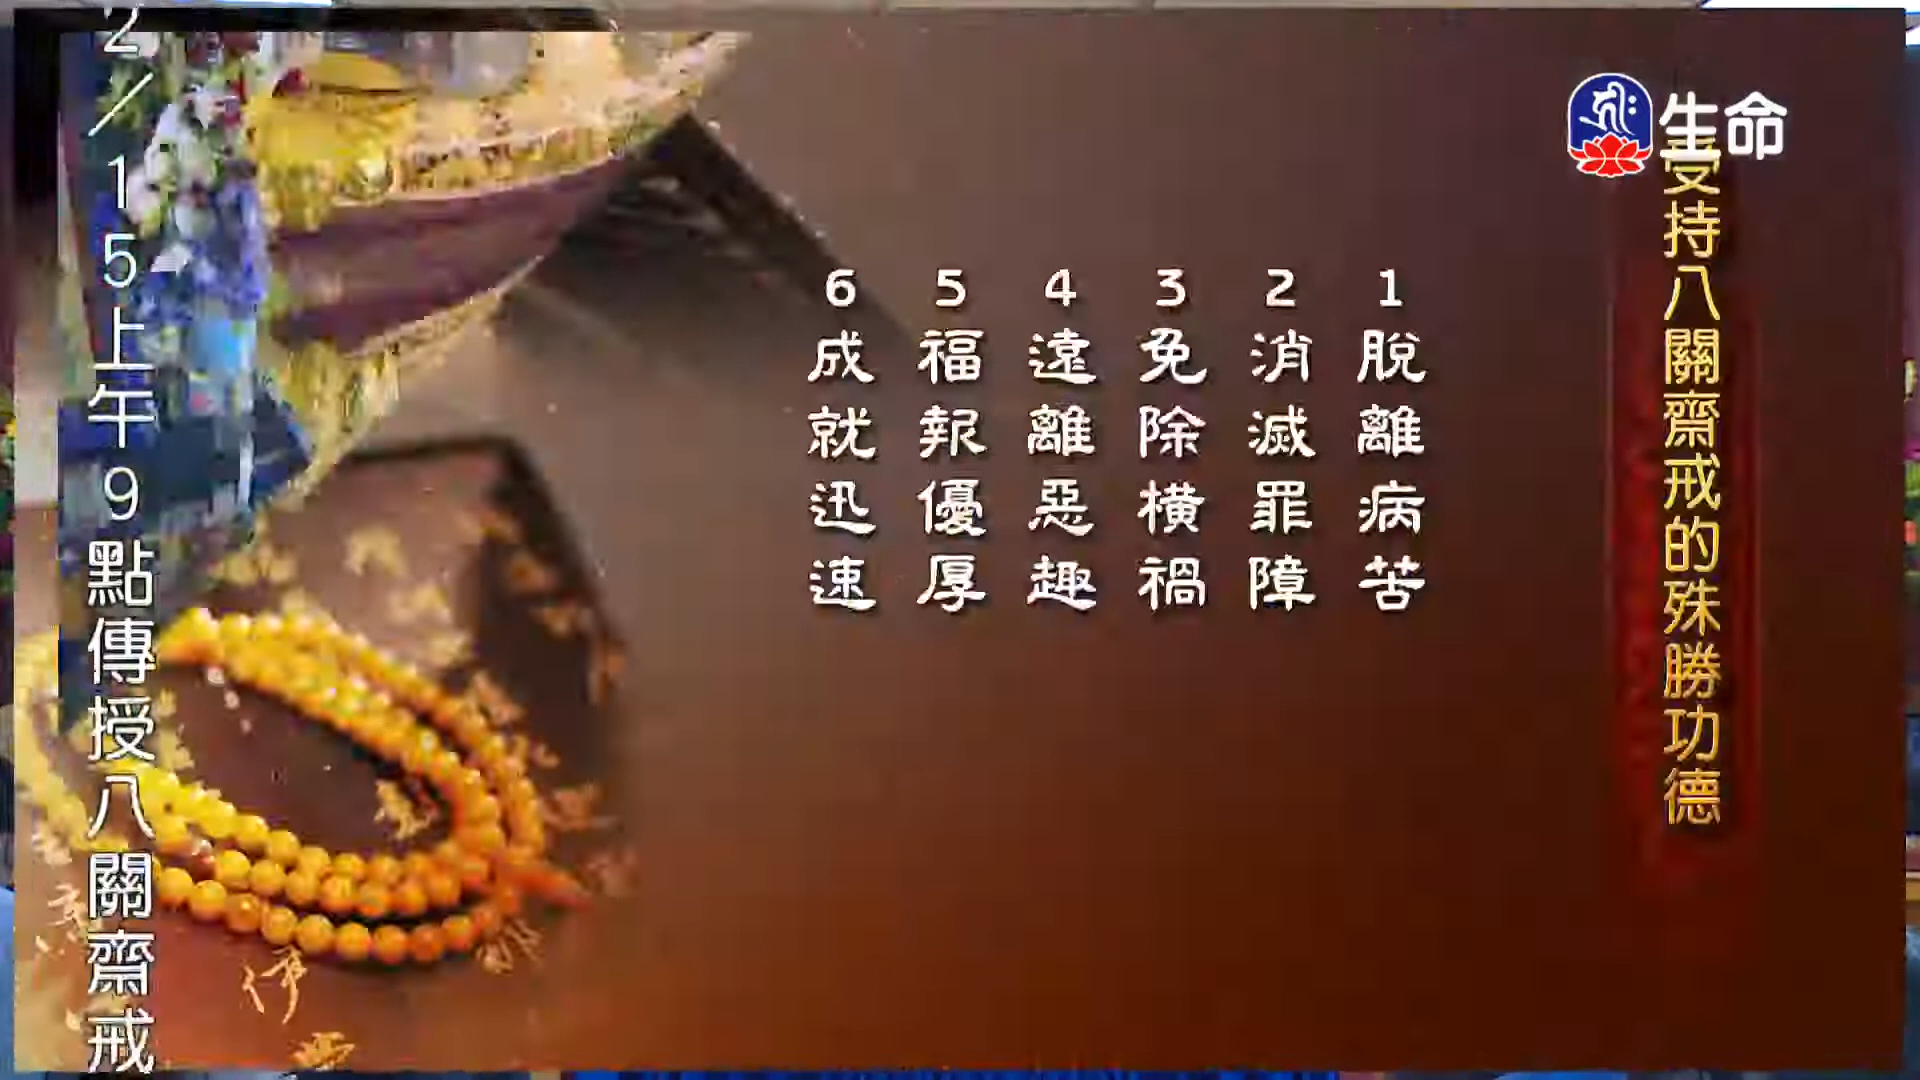 生命
受持八關齋戒的殊勝功德
1脫離病苦
2消滅罪障
3免除橫禍
4遠離惡趣
5福報優厚
6成就迅速
2/15上午9點傳授八關齋戒